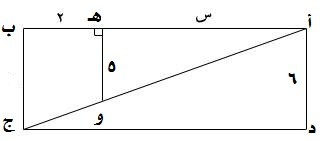 أ س هـ ٢ ب
٥ ٦
ج و د